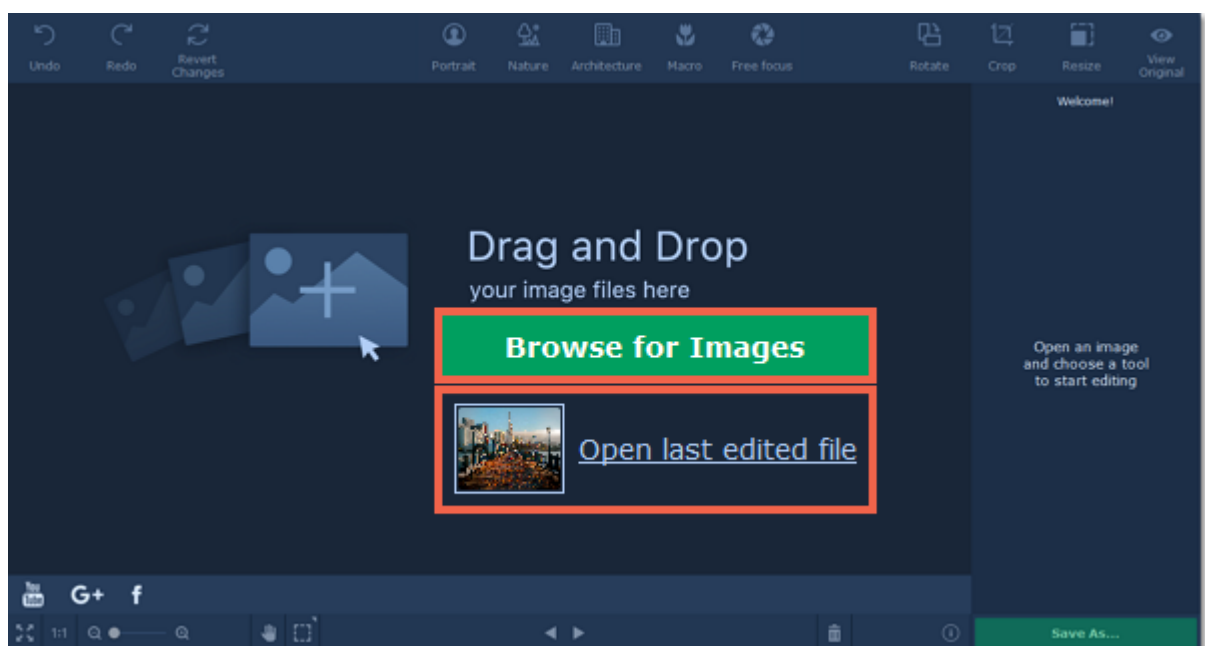 Undo
Redo
Revert
Changes
Portrait
Nature
Architecture
Macro
Free focus
Rotate
Crop
Resize
View
Original
Welcome!
Drag and Drop
your image files here
Browse for Images
Open last edited file
Open an image
and choose a tool
to start editing
You
Tube
G+
f
1:1
Save As...